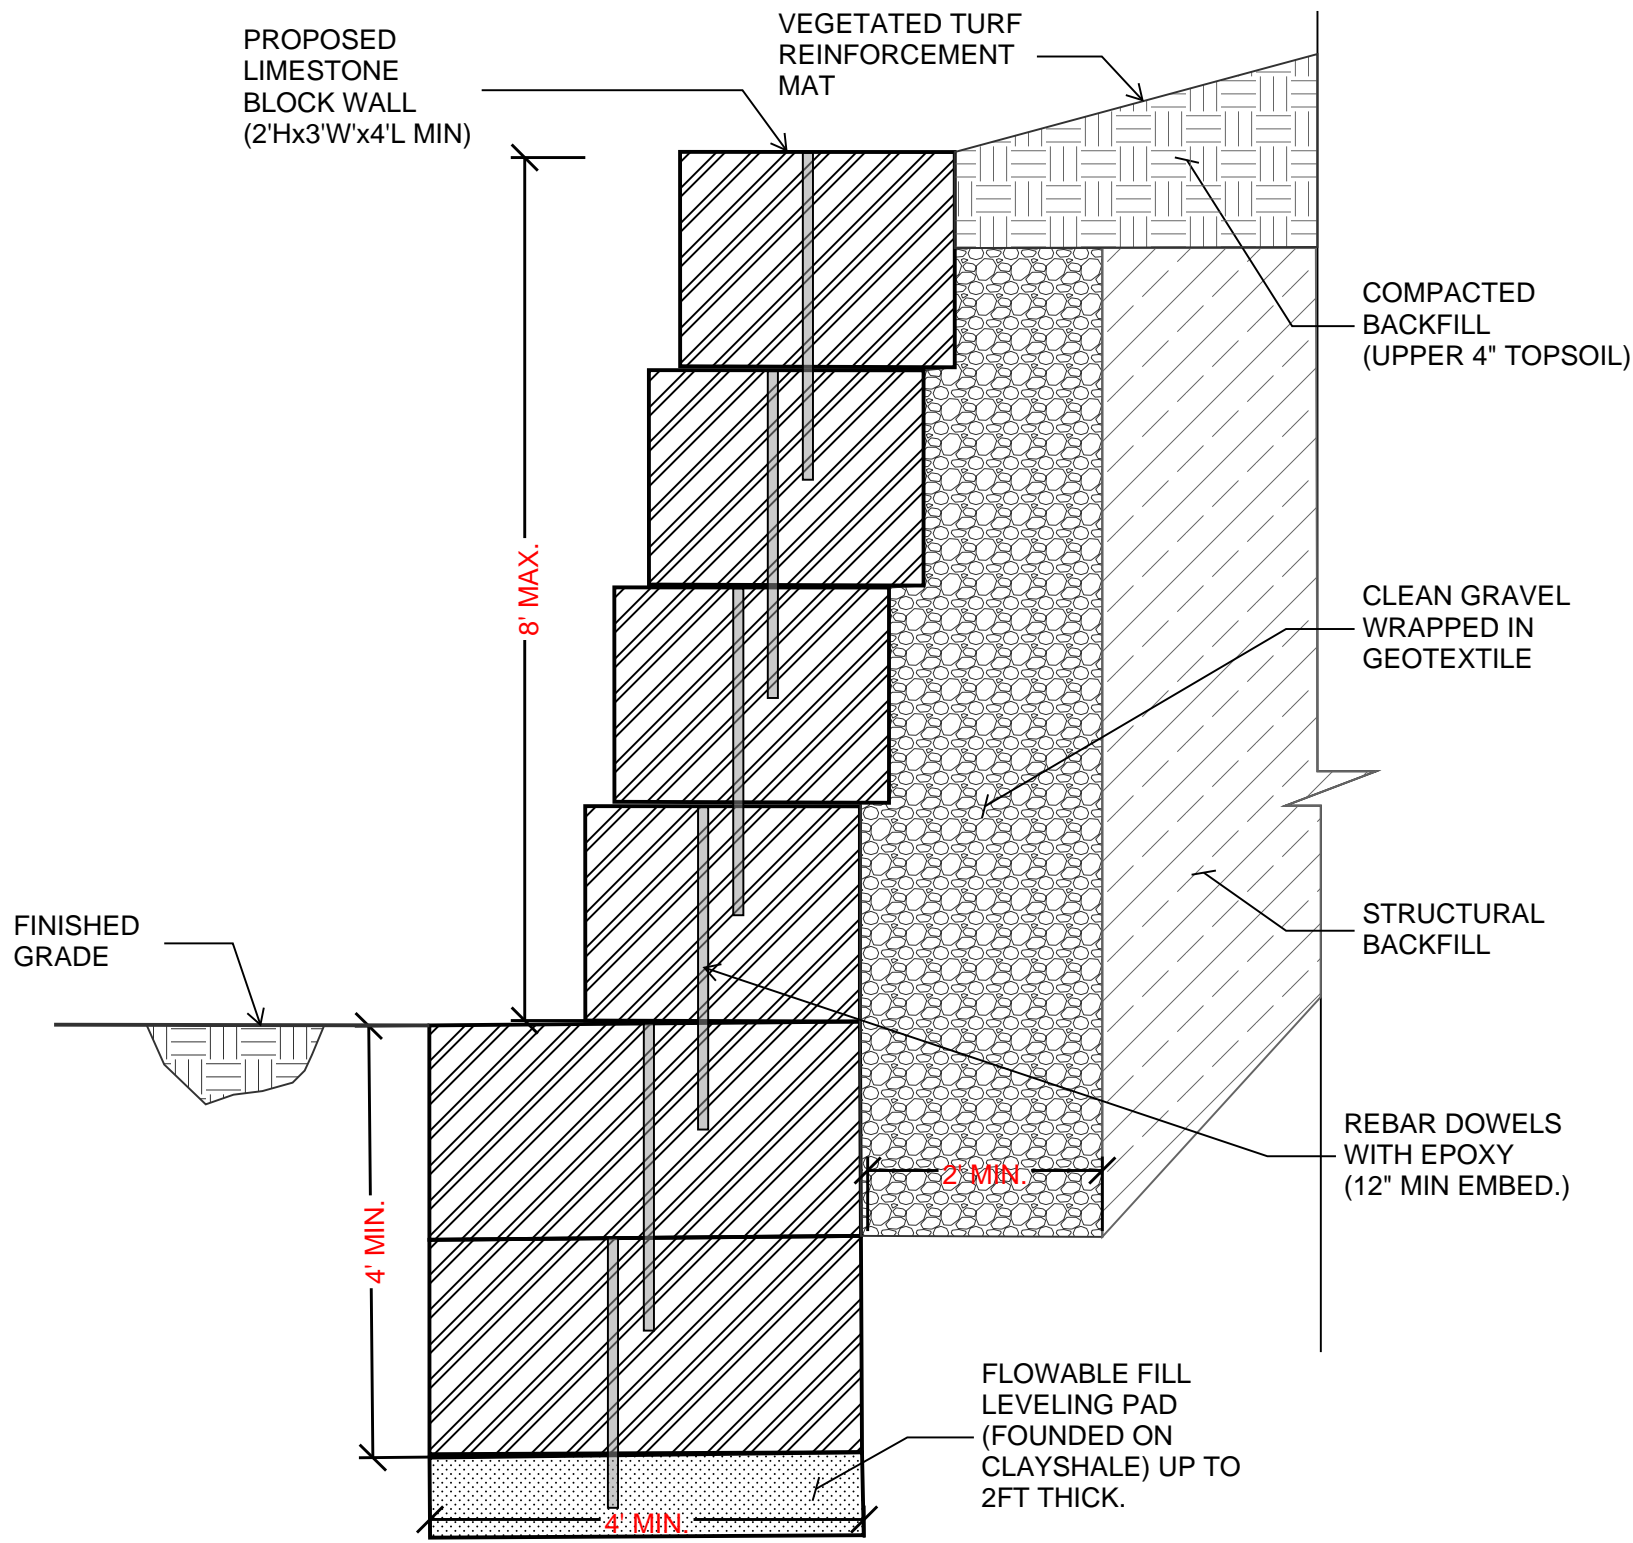 PROPOSED
LIMESTONE
BLOCK WALL
(2'Hx3'W'x4'L MIN)
VEGETATED TURF
REINFORCEMENT
MAT
COMPACTED
BACKFILL
(UPPER 4" TOPSOIL)
8' MAX.
CLEAN GRAVEL
WRAPPED IN
GEOTEXTILE
FINISHED
GRADE
STRUCTURAL
BACKFILL
REBAR DOWELS
WITH EPOXY
(12" MIN EMBED.)
2' MIN.
4' MIN.
FLOWABLE FILL
LEVELING PAD
(FOUNDED ON
CLAYSHALE) UP TO
2FT THICK.
4' MIN.